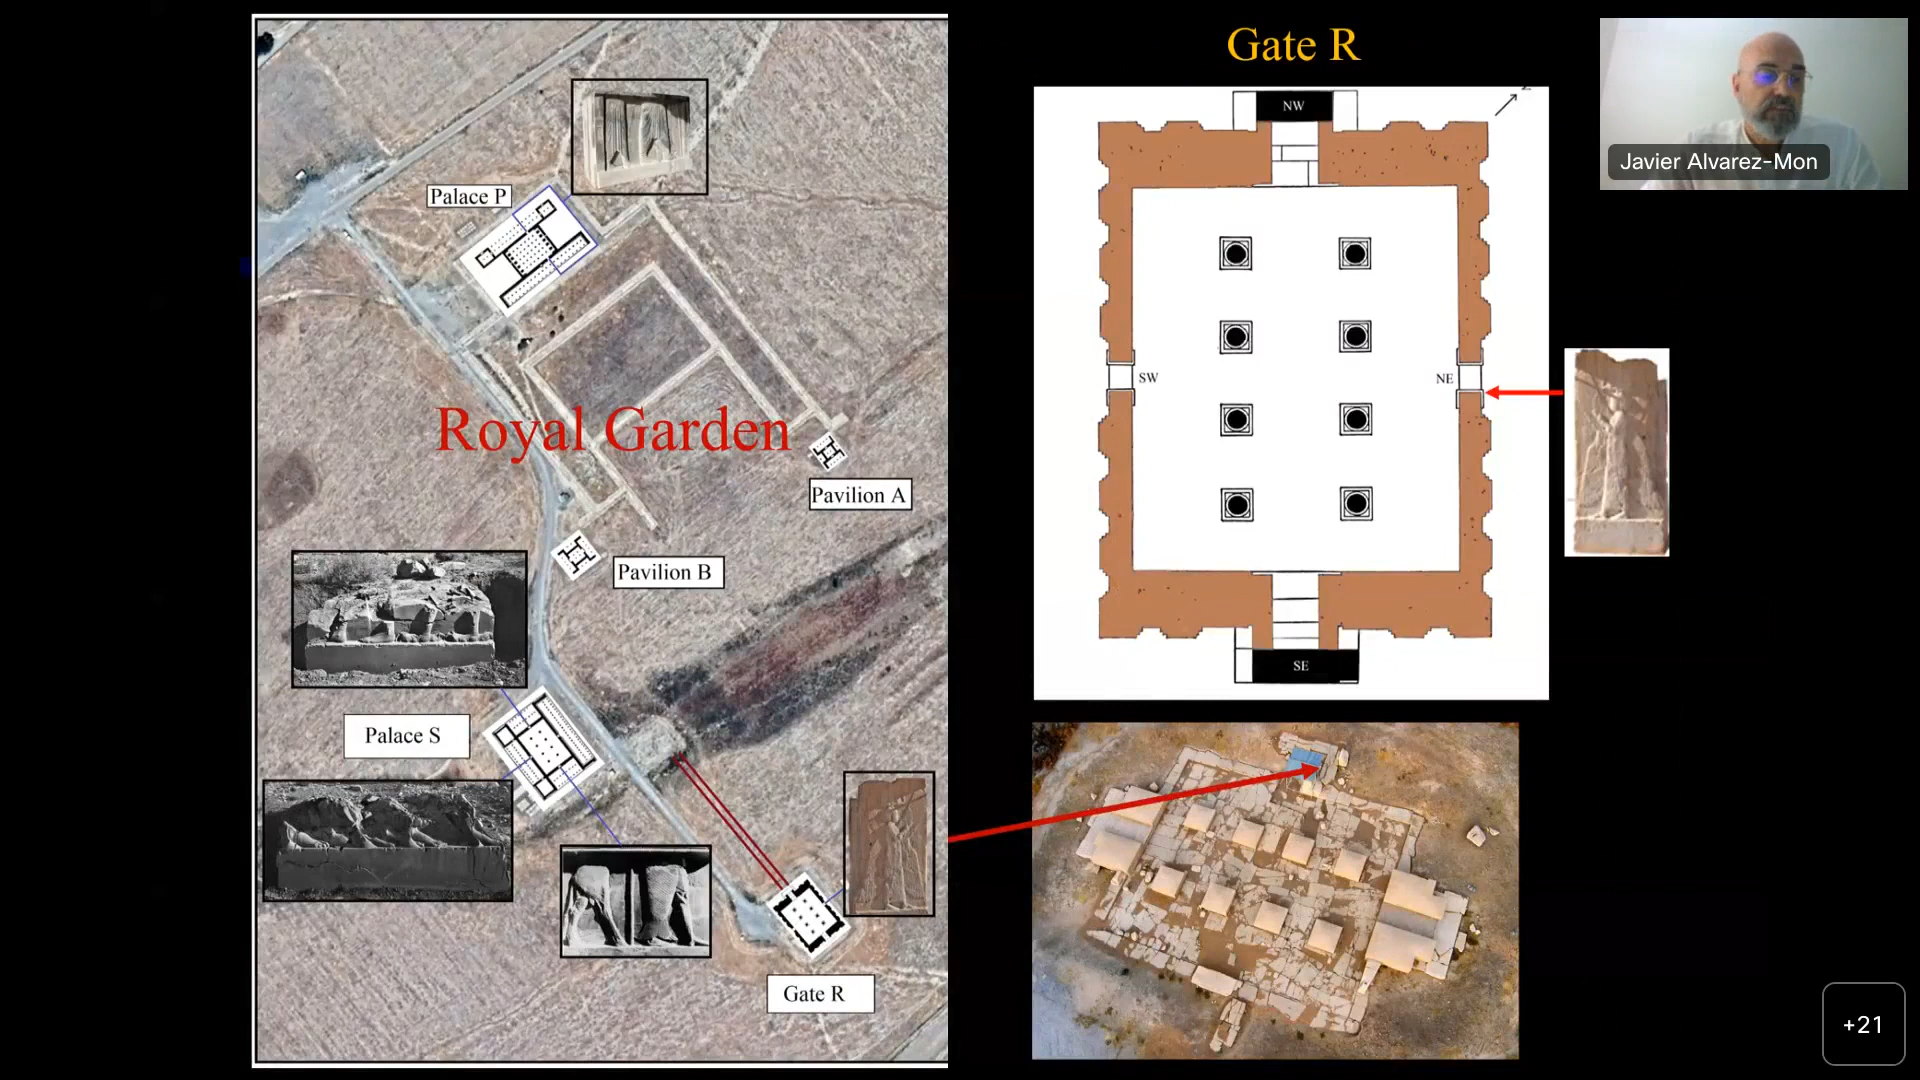 Gate R
Javier Alvarez-Mon
Palace P
Royal Garden
Pavilion A
Pavilion B
Palace S
Gate R
NW
SW
NE
SE
+21